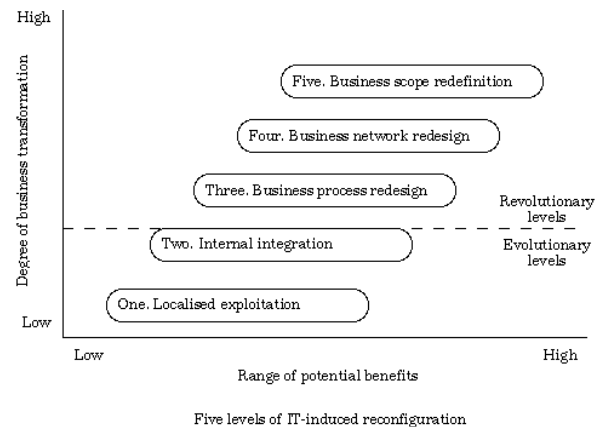 High
Degree of business transformation
Five. Business scope redefinition
Four. Business network redesign
Three. Business process redesign
Revolutionary
levels
Two. Internal integration
Evolutionary
levels
One. Localised exploitation
Low
Low
High
Range of potential benefits
Five levels of IT-induced reconfiguration